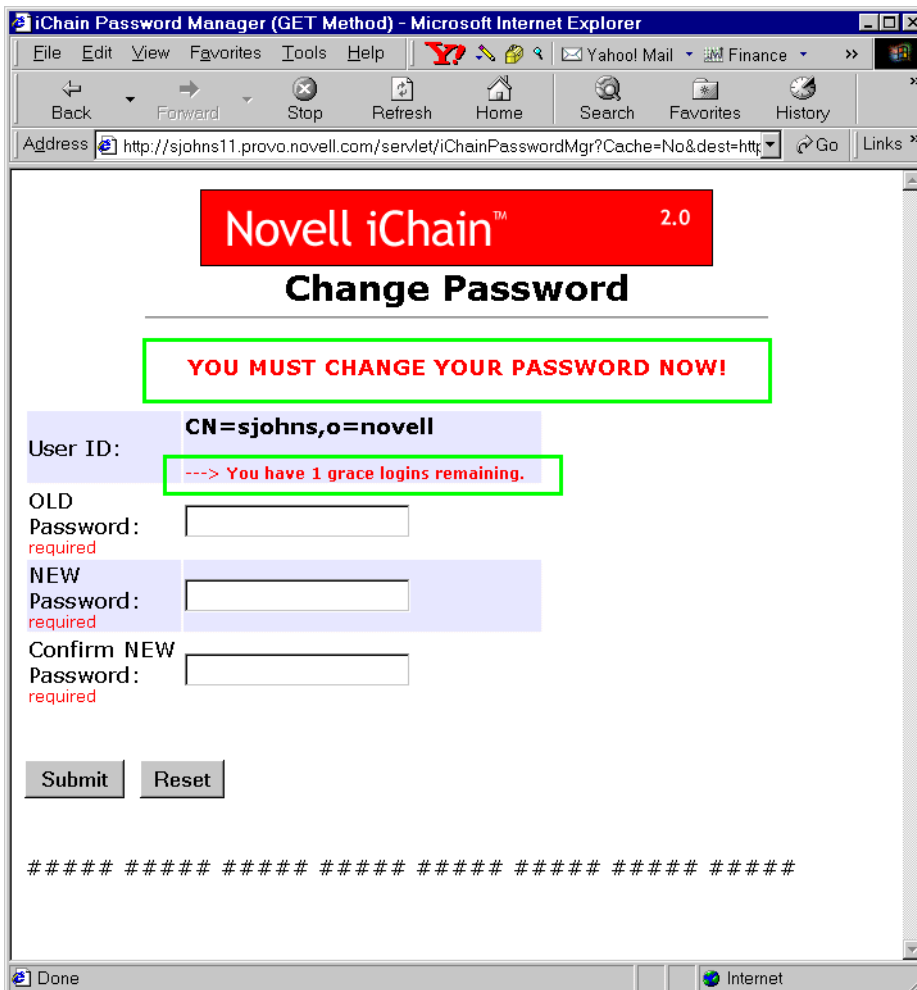 iChain Password Manager (GET Method) - Microsoft Internet Explorer
File Edit View Favorites Tools Help Y! Yahoo! Mail Finance »
Back Forward Stop Refresh Home Search Favorites History »
Address http://sjohns11.provo.novell.com/servlet/iChainPasswordMgr?Cache=No&dest=http Go Links »
Novell iChain™ 2.0
Change Password
YOU MUST CHANGE YOUR PASSWORD NOW!
CN=sjohns,o=novell
User ID:
---> You have 1 grace logins remaining.
OLD
Password:
required
NEW
Password:
required
Confirm NEW
Password:
required
Submit Reset
##### ##### ##### ##### ##### ##### ##### #####
Done Internet